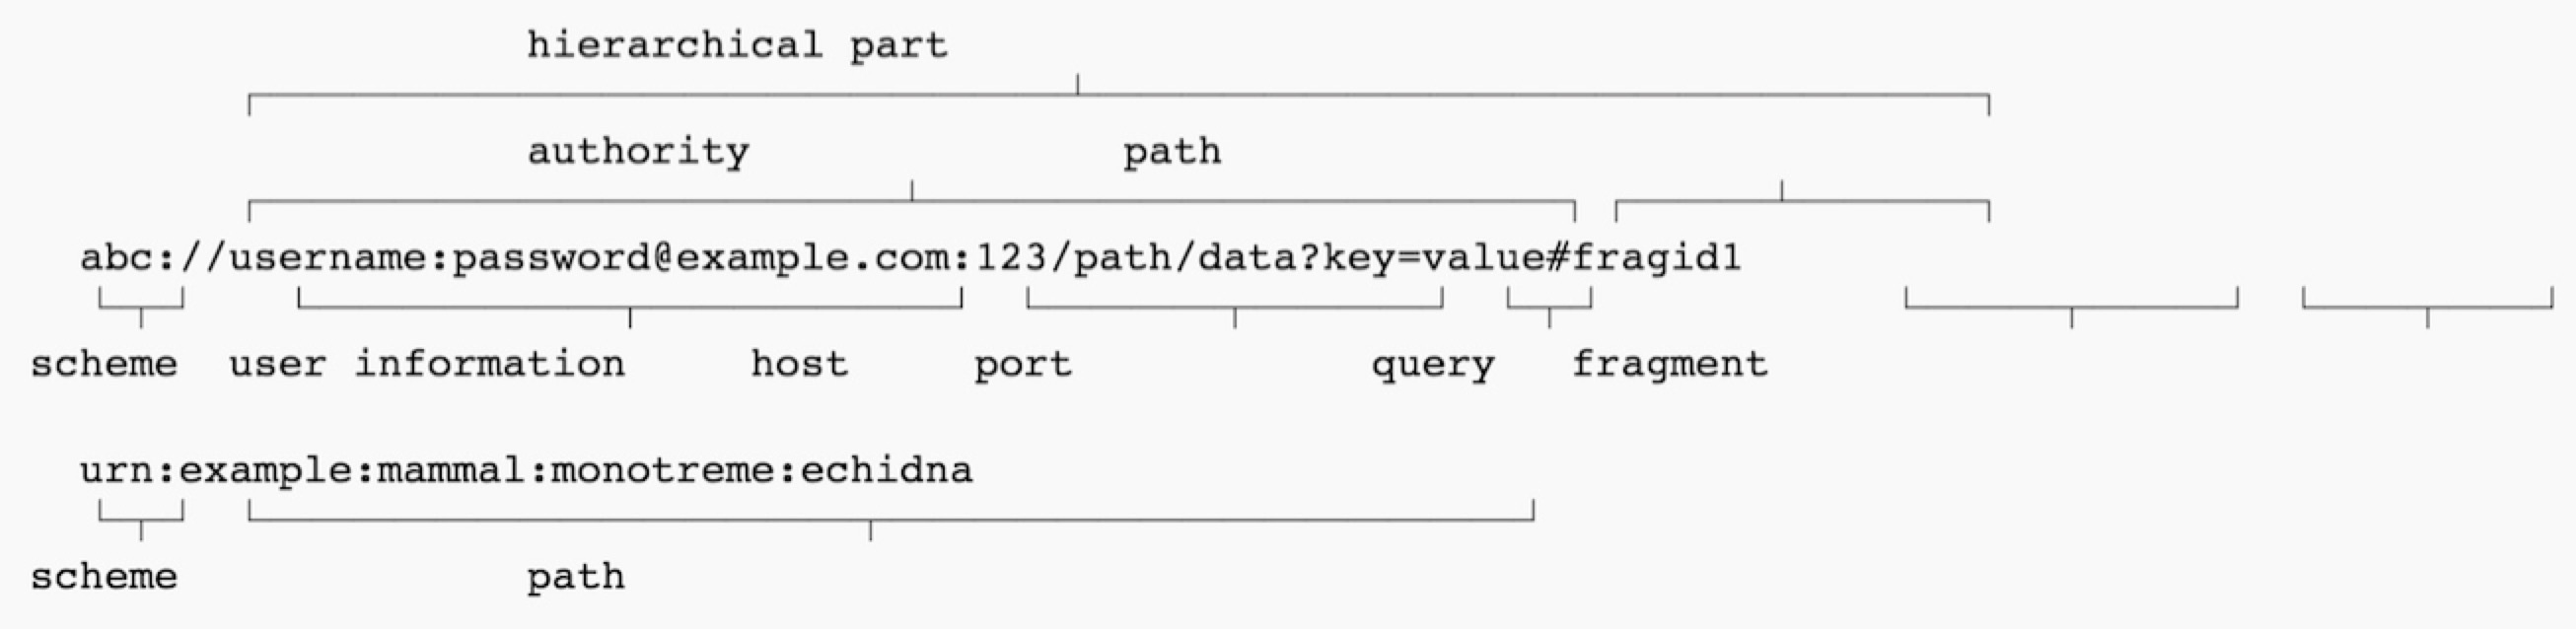 hierarchical part
authority path
abc://username:password@example.com:123/path/data?key=value#fragid1
scheme user information host port query fragment
urn:example:mammal:monotreme:echidna
scheme path